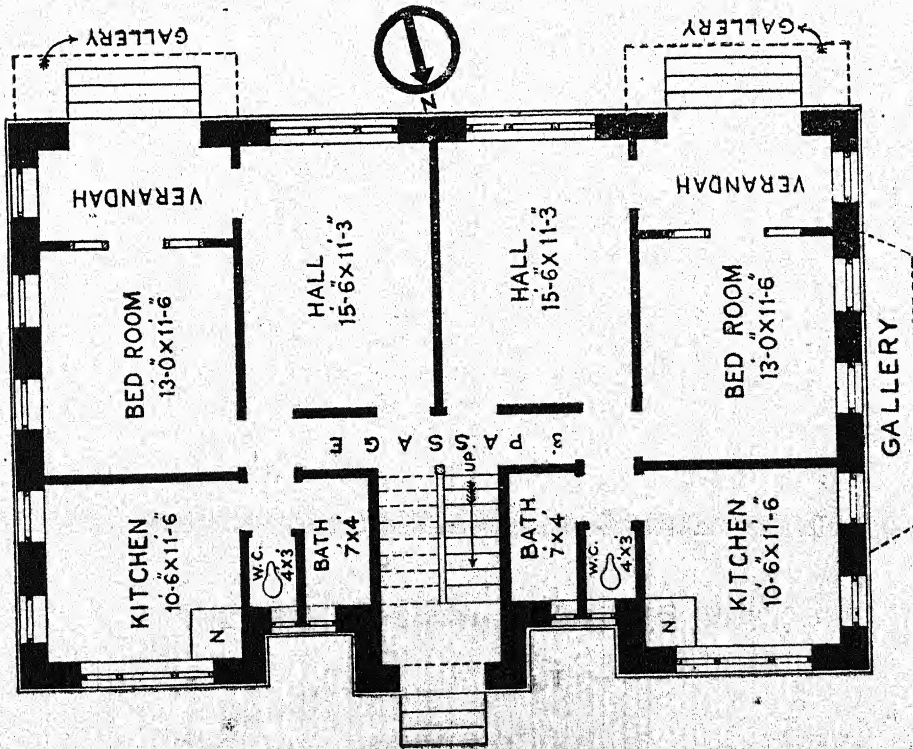 GALLERY
GALLERY
N
VERANDAH
VERANDAH
BED ROOM
13'-0"X11'-6"
HALL
15'-6"X11'-3"
HALL
15'-6"X11'-3"
BED ROOM
13'-0"X11'-6"
GALLERY
3' PASSAGE
UP.
KITCHEN
10'-6"X11'-6"
W.C.
4'X3'
BATH
7'X4'
BATH
7'X4'
W.C.
4'X3'
KITCHEN
10'-6"X11'-6"
N
N